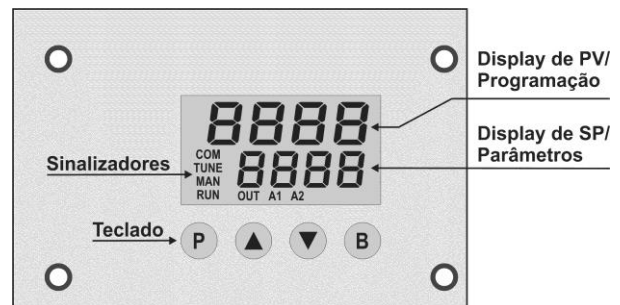 Display de PV/
Programação
8888
Display de SP/
Parâmetros
Sinalizadores
COM
TUNE
MAN
RUN
8888
OUT A1 A2
Teclado
P ▲ ▼ B